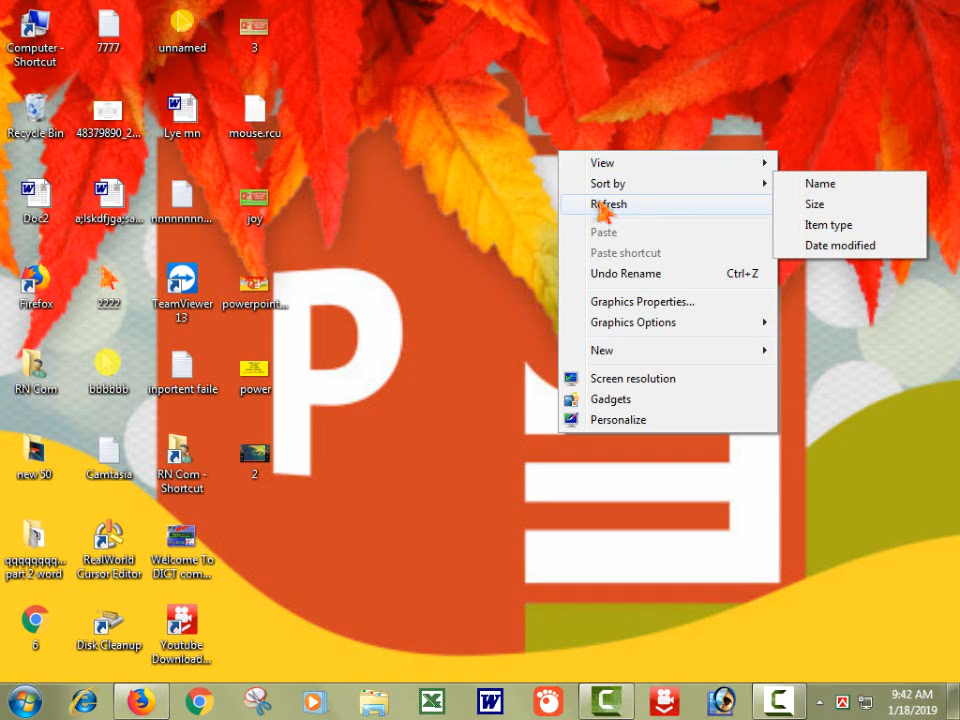 Computer -
Shortcut
7777
unnamed
3
Recycle Bin
48379890_2...
Lye mn
mouse.rcu
Doc2
a;lskdfjga;sa...
nnnnnnnn...
joy
Firefox
2222
TeamViewer
13
powerpoint...
RN Com
bbbbbb
inportent faile
power
new 50
Camtasia
RN Com -
Shortcut
2
qqqqqqqq...
part 2 word
RealWorld
Cursor Editor
Welcome To
DICT com...
6
Disk Cleanup
Youtube
Download...
P
View
Sort by
Refresh
Paste
Paste shortcut
Undo Rename Ctrl+Z
Graphics Properties...
Graphics Options
New
Screen resolution
Gadgets
Personalize
Name
Size
Item type
Date modified
9:42 AM
1/18/2019